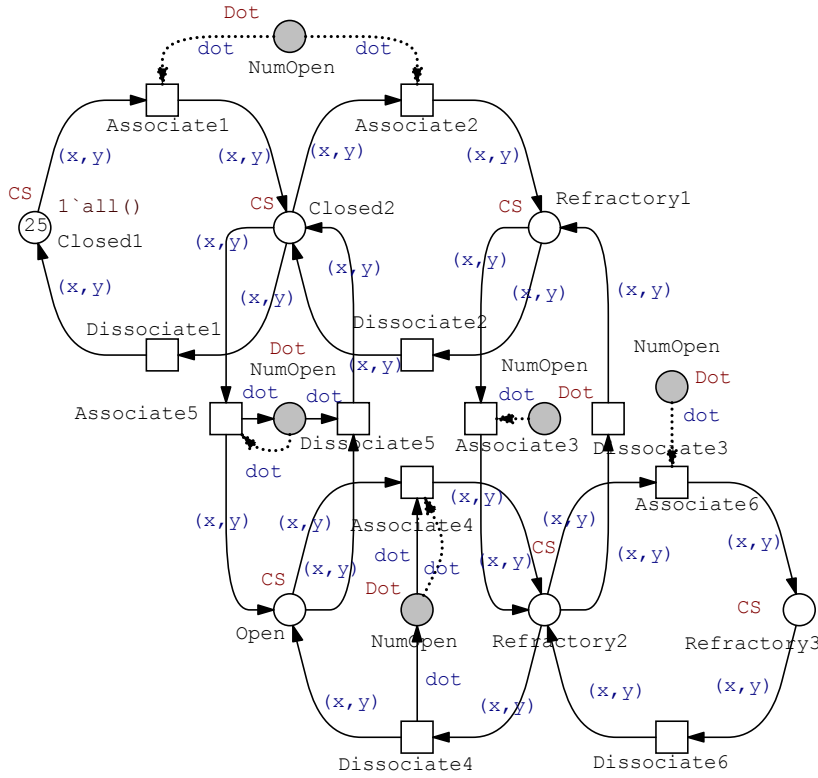 Dot
dot
dot
NumOpen
Associate1
Associate2
(x,y)
(x,y)
(x,y)
(x,y)
CS
1`all()
CS
Closed2
CS
Refractory1
25
Closed1
(x,y)
(x,y)
(x,y)
(x,y)
(x,y)
(x,y)
(x,y)
(x,y)
Dissociate1
Dissociate2
Dot
NumOpen
(x,y)
NumOpen
NumOpen
Dot
dot
dot
dot
Dot
dot
Associate5
Dissociate5
Associate3
Dissociate3
dot
Associate6
(x,y)
(x,y)
Associate4
(x,y)
(x,y)
(x,y)
dot
dot
(x,y)
CS
(x,y)
(x,y)
(x,y)
CS
Dot
CS
Open
NumOpen
Refractory2
Refractory3
(x,y)
dot
(x,y)
(x,y)
(x,y)
Dissociate4
Dissociate6